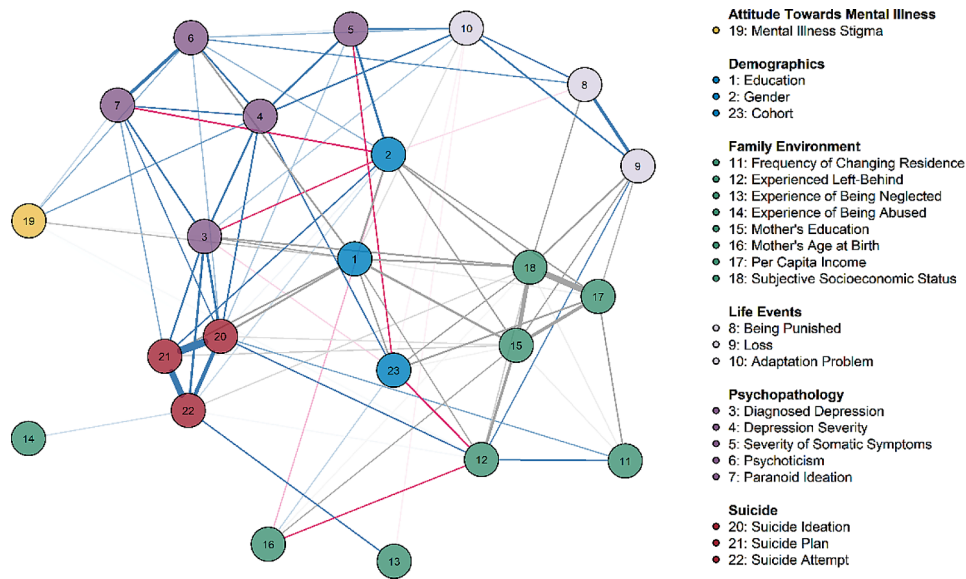 6
5
10
8
7
4
2
9
19
3
1
18
17
20
21
15
23
22
14
12
11
16
13
Attitude Towards Mental Illness
19: Mental Illness Stigma
Demographics
1: Education
2: Gender
23: Cohort
Family Environment
11: Frequency of Changing Residence
12: Experienced Left-Behind
13: Experience of Being Neglected
14: Experience of Being Abused
15: Mother's Education
16: Mother's Age at Birth
17: Per Capita Income
18: Subjective Socioeconomic Status
Life Events
8: Being Punished
9: Loss
10: Adaptation Problem
Psychopathology
3: Diagnosed Depression
4: Depression Severity
5: Severity of Somatic Symptoms
6: Psychoticism
7: Paranoid Ideation
Suicide
20: Suicide Ideation
21: Suicide Plan
22: Suicide Attempt